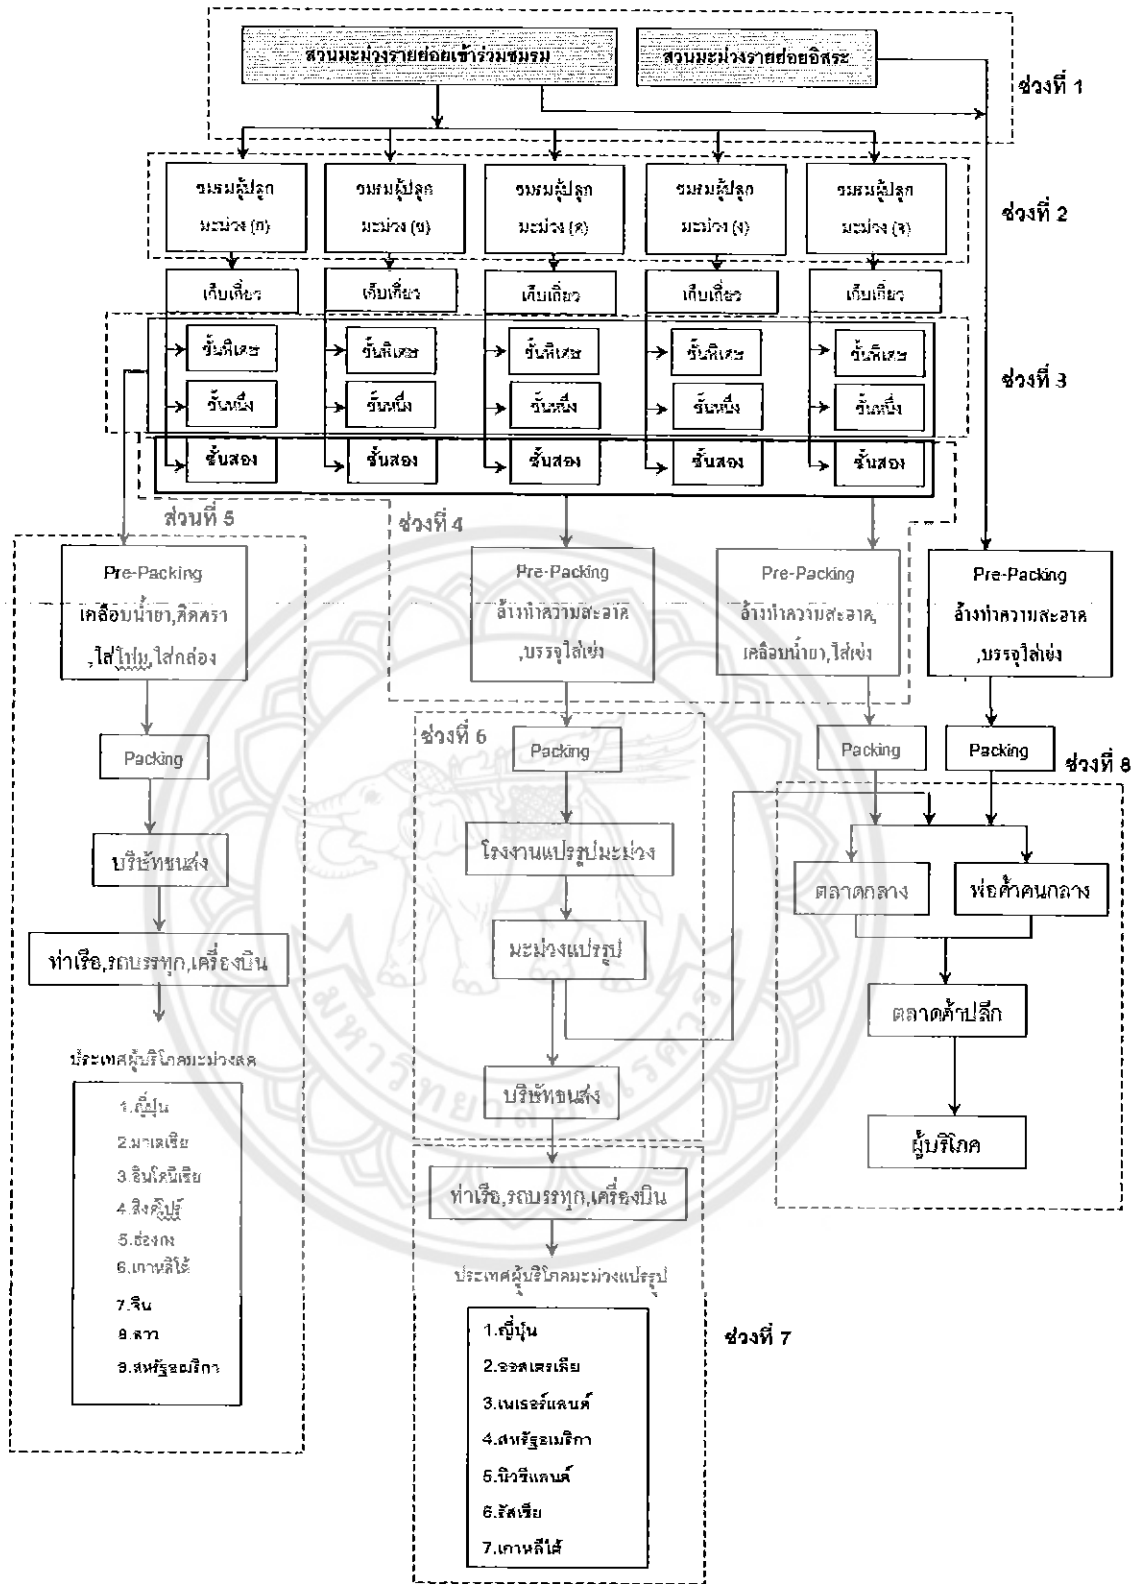 สวนมะม่วงรายย่อยเข้าร่วมชมรม
สวนมะม่วงรายย่อยอิสระ
ช่วงที่ 1
ชมรมผู้ปลูก
มะม่วง (ก)
ชมรมผู้ปลูก
มะม่วง (ข)
ชมรมผู้ปลูก
มะม่วง (ค)
ชมรมผู้ปลูก
มะม่วง (ง)
ชมรมผู้ปลูก
มะม่วง (จ)
ช่วงที่ 2
เก็บเกี่ยว
เก็บเกี่ยว
เก็บเกี่ยว
เก็บเกี่ยว
เก็บเกี่ยว
ชั้นพิเศษ
ชั้นพิเศษ
ชั้นพิเศษ
ชั้นพิเศษ
ชั้นพิเศษ
ช่วงที่ 3
ชั้นหนึ่ง
ชั้นหนึ่ง
ชั้นหนึ่ง
ชั้นหนึ่ง
ชั้นหนึ่ง
ชั้นสอง
ชั้นสอง
ชั้นสอง
ชั้นสอง
ชั้นสอง
ส่วนที่ 5
ช่วงที่ 4
Pre-Packing
เคลือบน้ำยา,ติดตรา
,ใส่โฟม,ใส่กล่อง
Pre-Packing
ล้างทำความสะอาด
,บรรจุใส่เข่ง
Pre-Packing
ล้างทำความสะอาด,
เคลือบน้ำยา,ใส่เข่ง
Pre-Packing
ล้างทำความสะอาด
,บรรจุใส่เข่ง
Packing
ช่วงที่ 6
Packing
Packing
Packing
ช่วงที่ 8
บริษัทขนส่ง
โรงงานแปรรูปมะม่วง
ตลาดกลาง
พ่อค้าคนกลาง
ท่าเรือ,รถบรรทุก,เครื่องบิน
มะม่วงแปรรูป
ตลาดค้าปลีก
มหาวิทยาลัยนเรศวร
บริษัทขนส่ง
ผู้บริโภค
ประเทศผู้บริโภคมะม่วงสด
1.ญี่ปุ่น
2.มาเลเซีย
3.อินโดนีเซีย
4.สิงค์โปร์
5.ฮ่องกง
6.เกาหลีใต้
7.จีน
8.ลาว
9.สหรัฐอเมริกา
ท่าเรือ,รถบรรทุก,เครื่องบิน
ประเทศผู้บริโภคมะม่วงแปรรูป
1.ญี่ปุ่น
2.ออสเตรเลีย
3.เนเธอร์แลนด์
4.สหรัฐอเมริกา
5.นิวซีแลนด์
6.รัสเซีย
7.เกาหลีใต้
ช่วงที่ 7